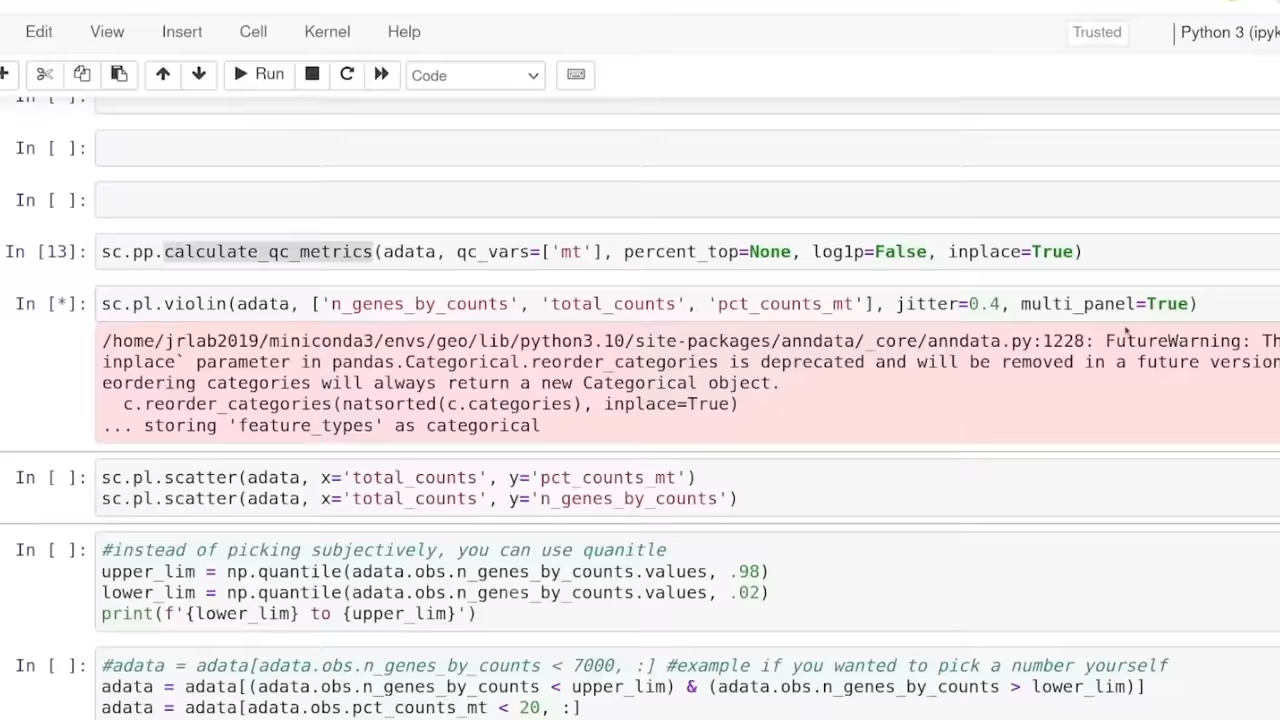 Edit View Insert Cell Kernel Help Trusted Python 3 (ipyk
Run Code
In [ ]:
In [ ]:
In [ ]:
In [13]: sc.pp.calculate_qc_metrics(adata, qc_vars=['mt'], percent_top=None, log1p=False, inplace=True)
In [*]: sc.pl.violin(adata, ['n_genes_by_counts', 'total_counts', 'pct_counts_mt'], jitter=0.4, multi_panel=True)
/home/jrlab2019/miniconda3/envs/geo/lib/python3.10/site-packages/anndata/_core/anndata.py:1228: FutureWarning: Th
inplace` parameter in pandas.Categorical.reorder_categories is deprecated and will be removed in a future version
eordering categories will always return a new Categorical object.
c.reorder_categories(natsorted(c.categories), inplace=True)
... storing 'feature_types' as categorical
In [ ]: sc.pl.scatter(adata, x='total_counts', y='pct_counts_mt')
sc.pl.scatter(adata, x='total_counts', y='n_genes_by_counts')
In [ ]: #instead of picking subjectively, you can use quanitle
upper_lim = np.quantile(adata.obs.n_genes_by_counts.values, .98)
lower_lim = np.quantile(adata.obs.n_genes_by_counts.values, .02)
print(f'{lower_lim} to {upper_lim}')
In [ ]: #adata = adata[adata.obs.n_genes_by_counts < 7000, :] #example if you wanted to pick a number yourself
adata = adata[(adata.obs.n_genes_by_counts < upper_lim) & (adata.obs.n_genes_by_counts > lower_lim)]
adata = adata[adata.obs.pct_counts_mt < 20, :]